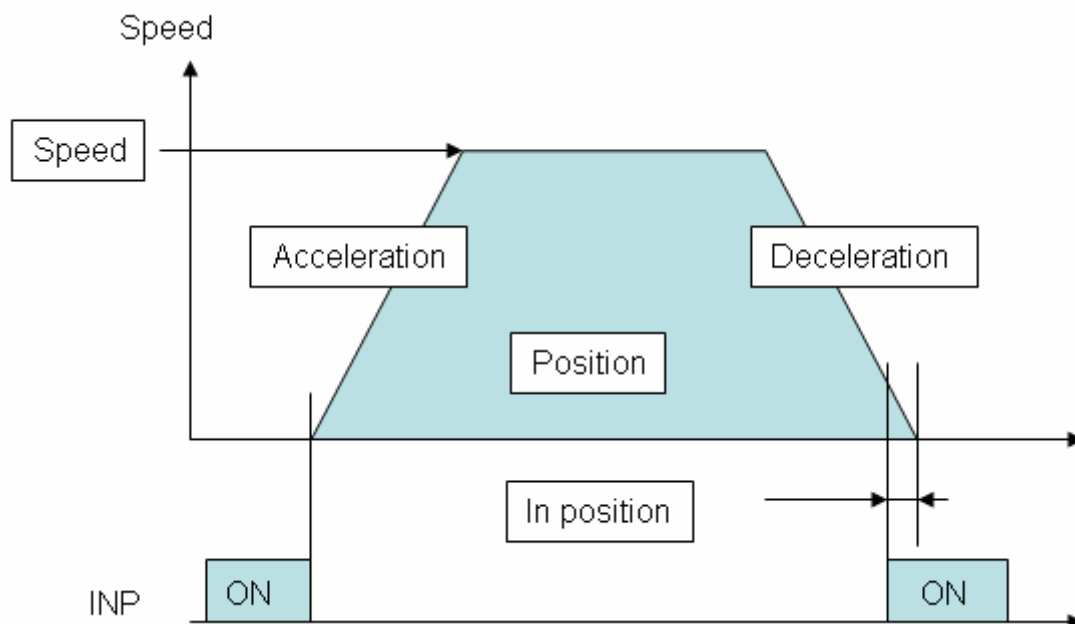 Speed
Speed
Acceleration
Deceleration
Position
In position
INP
ON
ON